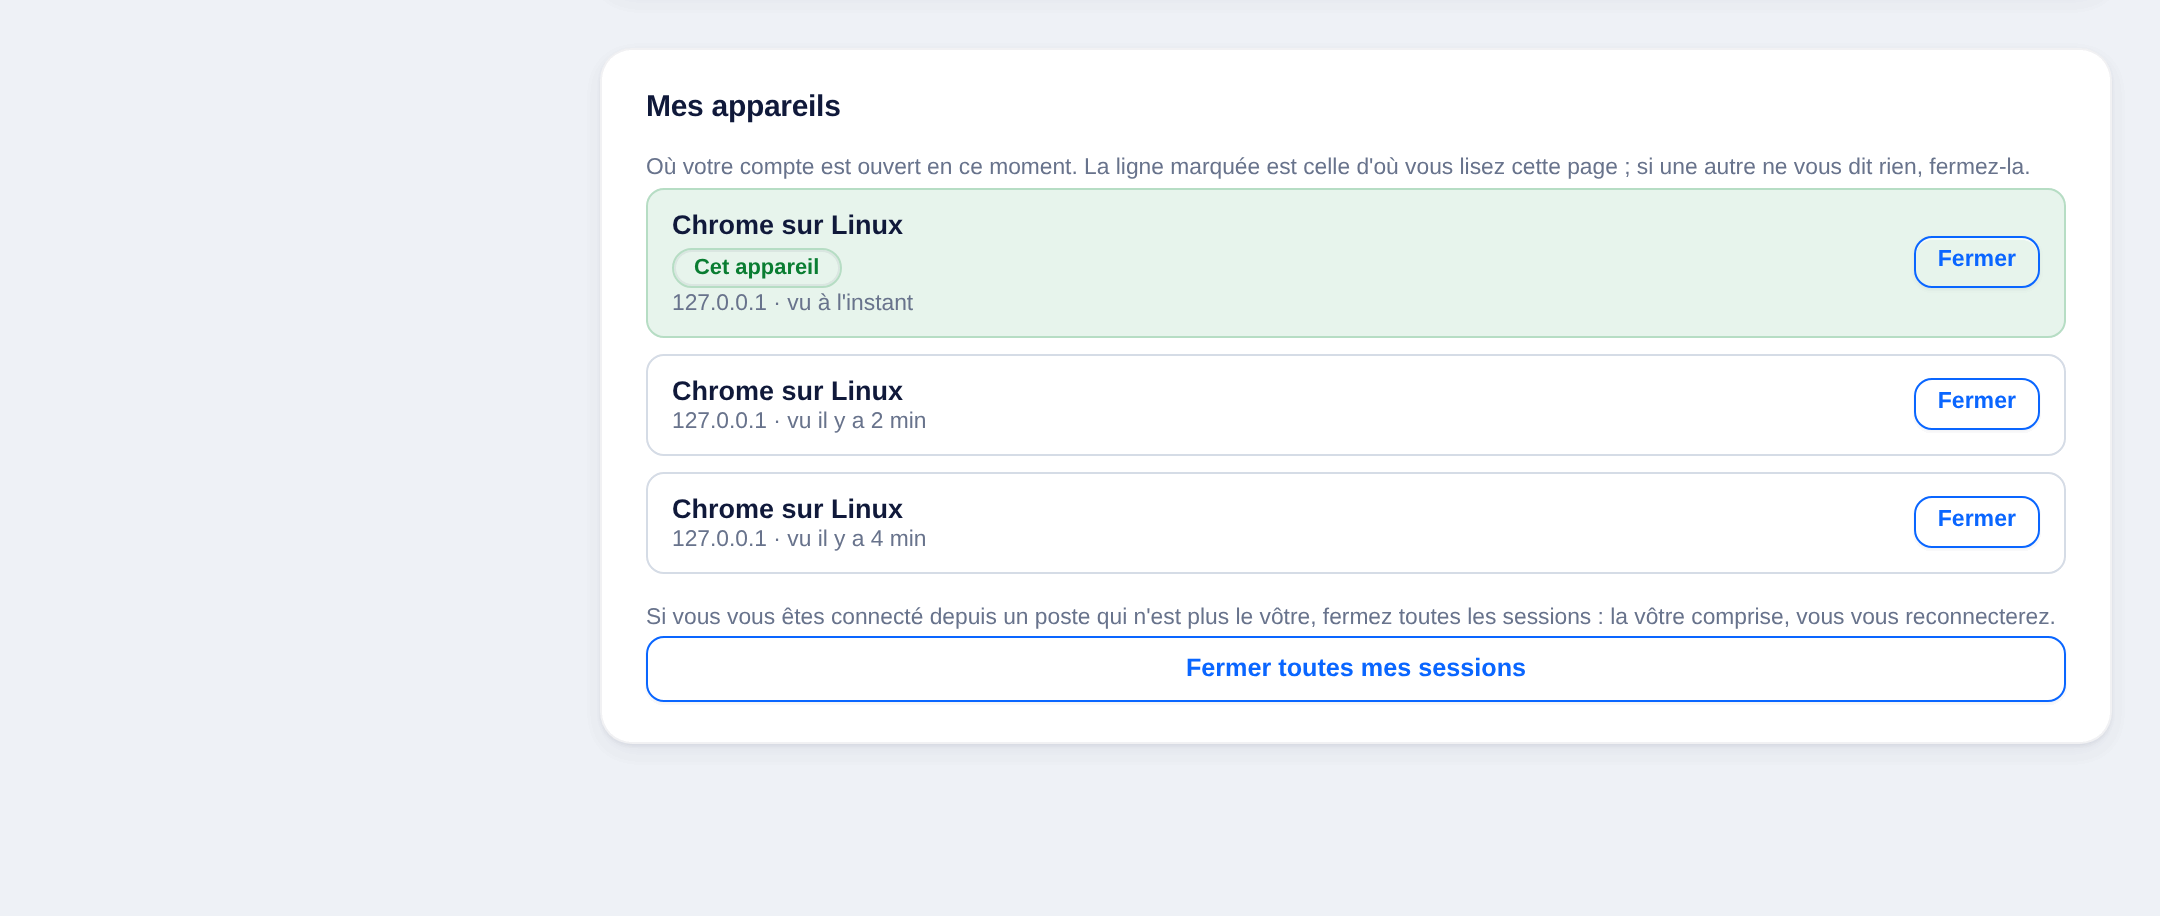 Mes appareils
Où votre compte est ouvert en ce moment. La ligne marquée est celle d'où vous lisez cette page ; si une autre ne vous dit rien, fermez-la.
Chrome sur Linux
Cet appareil
127.0.0.1 · vu à l'instant
Fermer
Chrome sur Linux
127.0.0.1 · vu il y a 2 min
Fermer
Chrome sur Linux
127.0.0.1 · vu il y a 4 min
Fermer
Si vous vous êtes connecté depuis un poste qui n'est plus le vôtre, fermez toutes les sessions : la vôtre comprise, vous vous reconnecterez.
Fermer toutes mes sessions